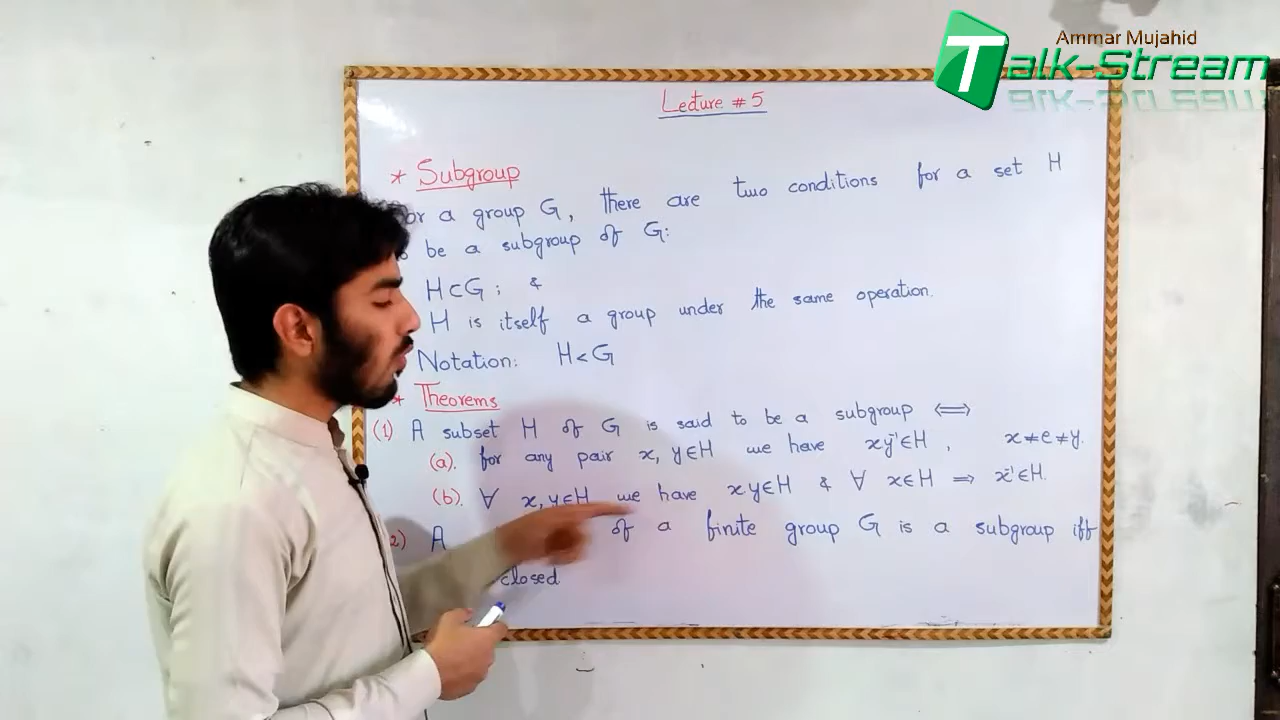 Ammar Mujahid
Talk-Stream
Lecture # 5
* Subgroup
or a group G, there are two conditions for a set H
be a subgroup of G:
H⊂G; &
H is itself a group under the same operation.
Notation: H<G
* Theorems
(1) A subset H of G is said to be a subgroup ⟺
(a). for any pair x, y∈H we have xy⁻¹∈H, x≠e≠y.
(b). ∀ x,y∈H we have xy∈H & ∀ x∈H ⟹ x⁻¹∈H.
2) A of a finite group G is a subgroup iff
closed